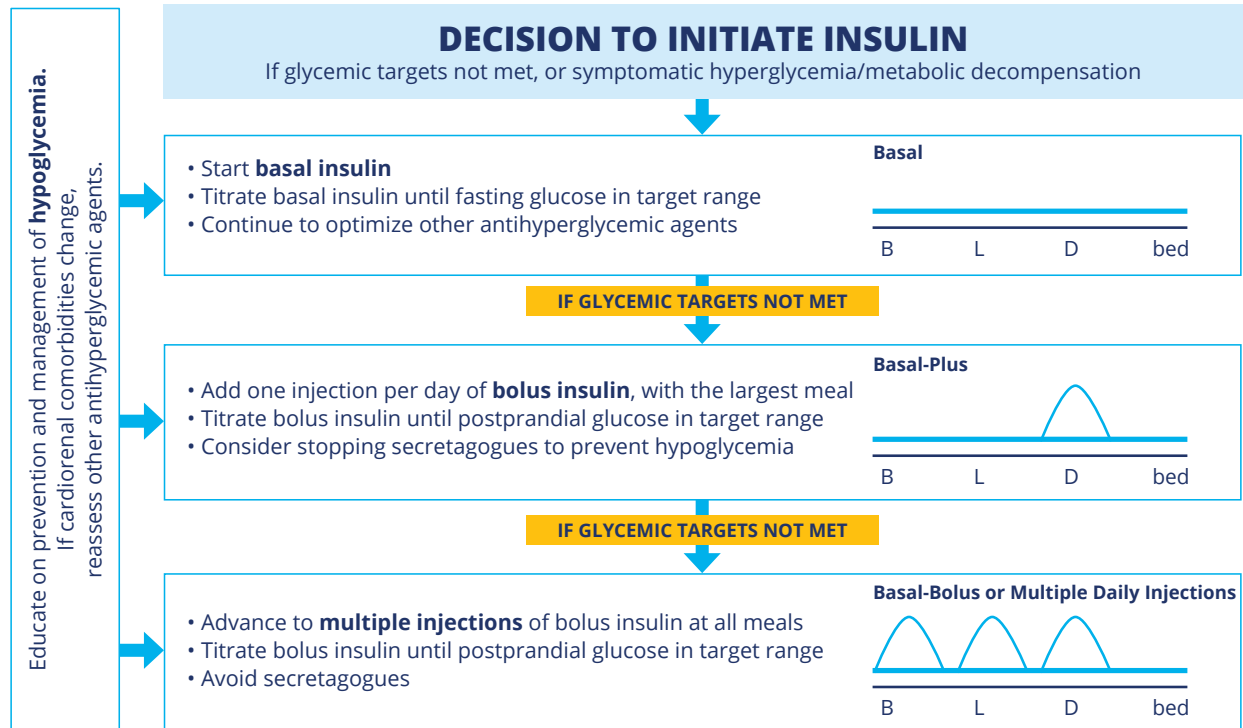 DECISION TO INITIATE INSULIN
If glycemic targets not met, or symptomatic hyperglycemia/metabolic decompensation
Educate on prevention and management of hypoglycemia.
If cardiorenal comorbidities change,
reassess other antihyperglycemic agents.
• Start basal insulin
• Titrate basal insulin until fasting glucose in target range
• Continue to optimize other antihyperglycemic agents
Basal
B L D bed
IF GLYCEMIC TARGETS NOT MET
• Add one injection per day of bolus insulin, with the largest meal
• Titrate bolus insulin until postprandial glucose in target range
• Consider stopping secretagogues to prevent hypoglycemia
Basal-Plus
B L D bed
IF GLYCEMIC TARGETS NOT MET
• Advance to multiple injections of bolus insulin at all meals
• Titrate bolus insulin until postprandial glucose in target range
• Avoid secretagogues
Basal-Bolus or Multiple Daily Injections
B L D bed